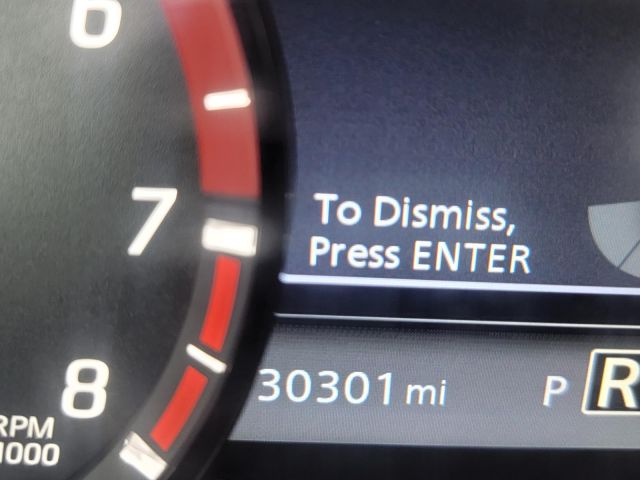 6
7
8
RPM
1000
To Dismiss,
Press ENTER
30301 mi
P R